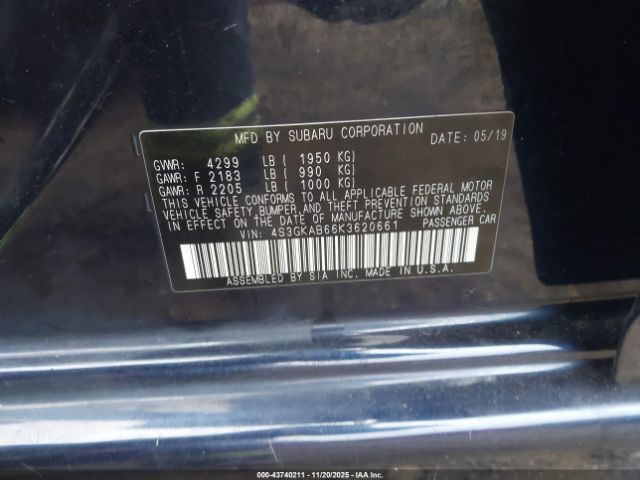 MFD BY SUBARU CORPORATION DATE: 05/19
GVWR: 4299 LB ( 1950 KG)
GAWR: F 2183 LB ( 990 KG)
GAWR: R 2205 LB ( 1000 KG)
THIS VEHICLE CONFORMS TO ALL APPLICABLE FEDERAL MOTOR
VEHICLE SAFETY, BUMPER, AND THEFT PREVENTION STANDARDS
IN EFFECT ON THE DATE OF MANUFACTURE SHOWN ABOVE.
VIN: 4S3GKAB66K3620661 PASSENGER CAR
ASSEMBLED BY SIA INC. MADE IN U.S.A.
000-43740211 - 11/20/2025 - IAAI.COM